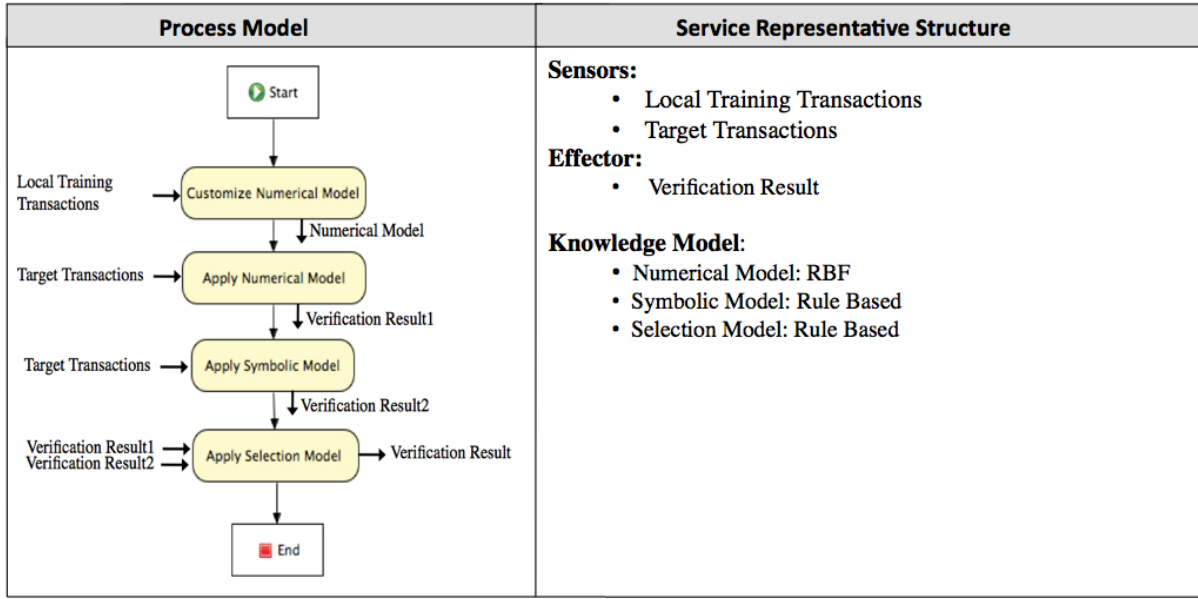 Process Model
Service Representative Structure
Start
Local Training
Transactions
Customize Numerical Model
Numerical Model
Target Transactions
Apply Numerical Model
Verification Result1
Target Transactions
Apply Symbolic Model
Verification Result2
Verification Result1
Verification Result2
Apply Selection Model
Verification Result
End
Sensors:
• Local Training Transactions
• Target Transactions
Effector:
• Verification Result
Knowledge Model:
• Numerical Model: RBF
• Symbolic Model: Rule Based
• Selection Model: Rule Based